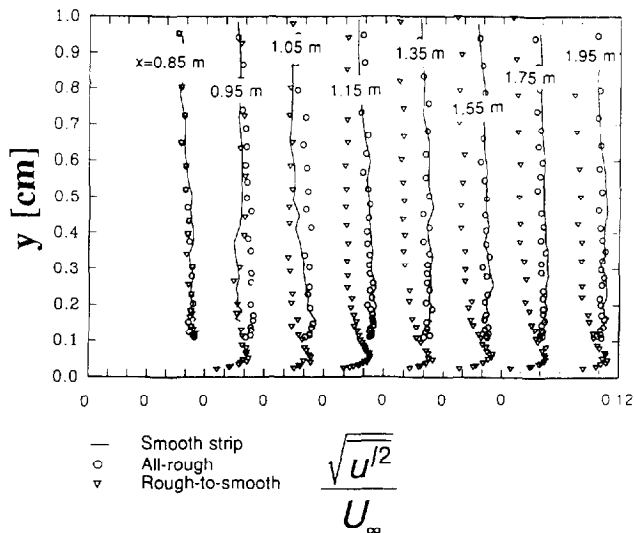 1.0
0.9
0.8
0.7
0.6
0.5
0.4
0.3
0.2
0.1
0.0
y [cm]
x=0.85 m
0.95 m
1.05 m
1.15 m
1.35 m
1.55 m
1.75 m
1.95 m
0 0 0 0 0 0 0 0 0 12
Smooth strip
All-rough
Rough-to-smooth
√u'²
U∞